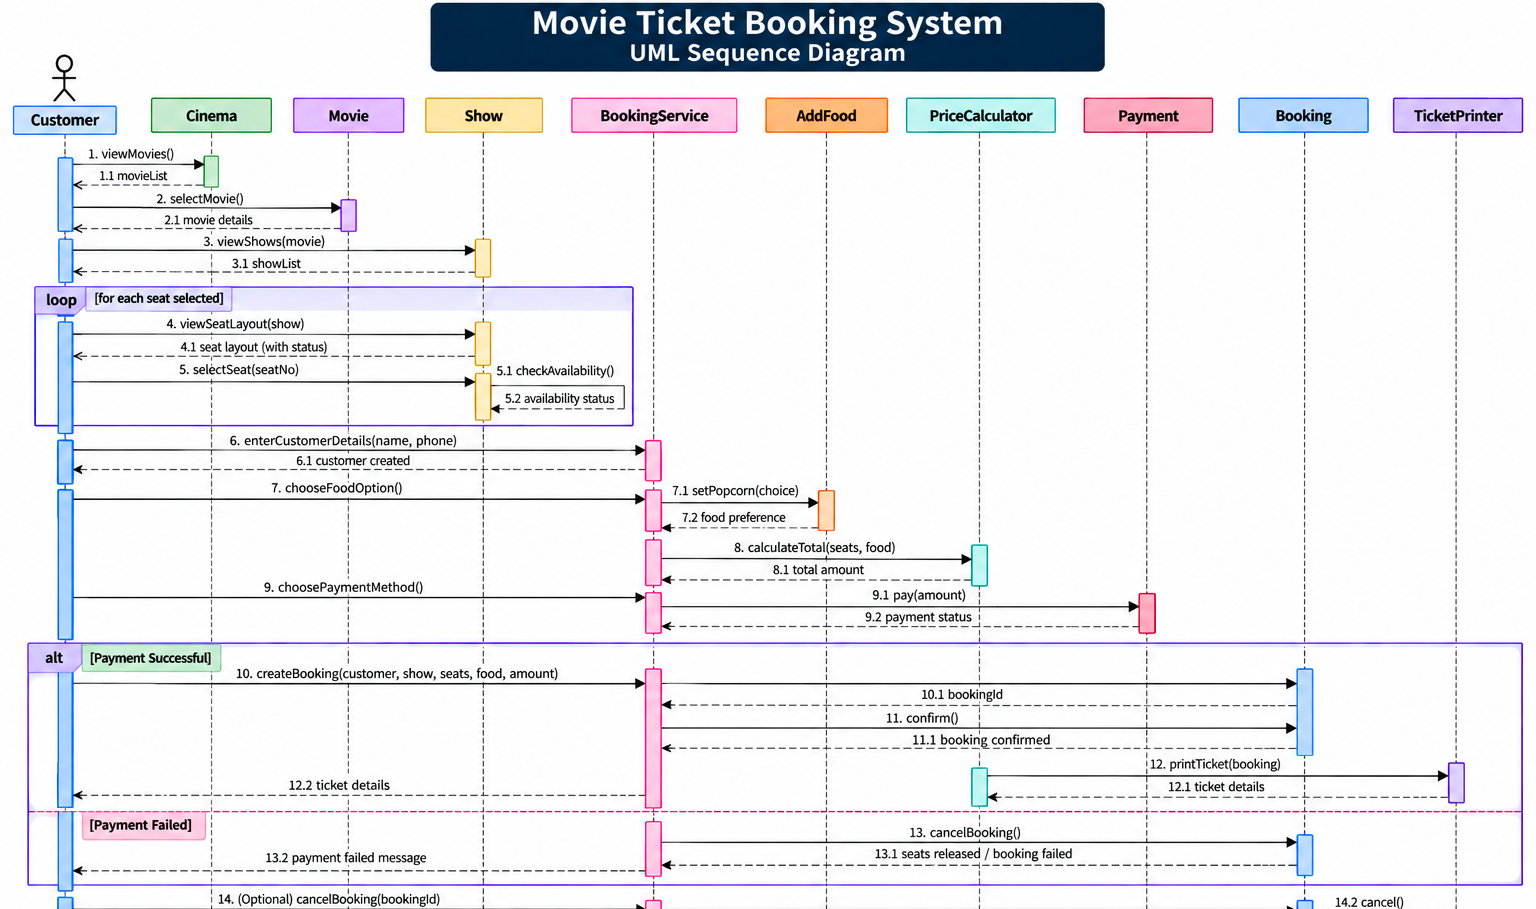 Movie Ticket Booking System
UML Sequence Diagram
Customer
Cinema
Movie
Show
BookingService
AddFood
PriceCalculator
Payment
Booking
TicketPrinter
1. viewMovies()
1.1 movieList
2. selectMovie()
2.1 movie details
3. viewShows(movie)
3.1 showList
loop
[for each seat selected]
4. viewSeatLayout(show)
4.1 seat layout (with status)
5. selectSeat(seatNo)
5.1 checkAvailability()
5.2 availability status
6. enterCustomerDetails(name, phone)
6.1 customer created
7. chooseFoodOption()
7.1 setPopcorn(choice)
7.2 food preference
8. calculateTotal(seats, food)
8.1 total amount
9. choosePaymentMethod()
9.1 pay(amount)
9.2 payment status
alt
[Payment Successful]
10. createBooking(customer, show, seats, food, amount)
10.1 bookingId
11. confirm()
11.1 booking confirmed
12. printTicket(booking)
12.1 ticket details
12.2 ticket details
[Payment Failed]
13. cancelBooking()
13.1 seats released / booking failed
13.2 payment failed message
14. (Optional) cancelBooking(bookingId)
14.2 cancel()